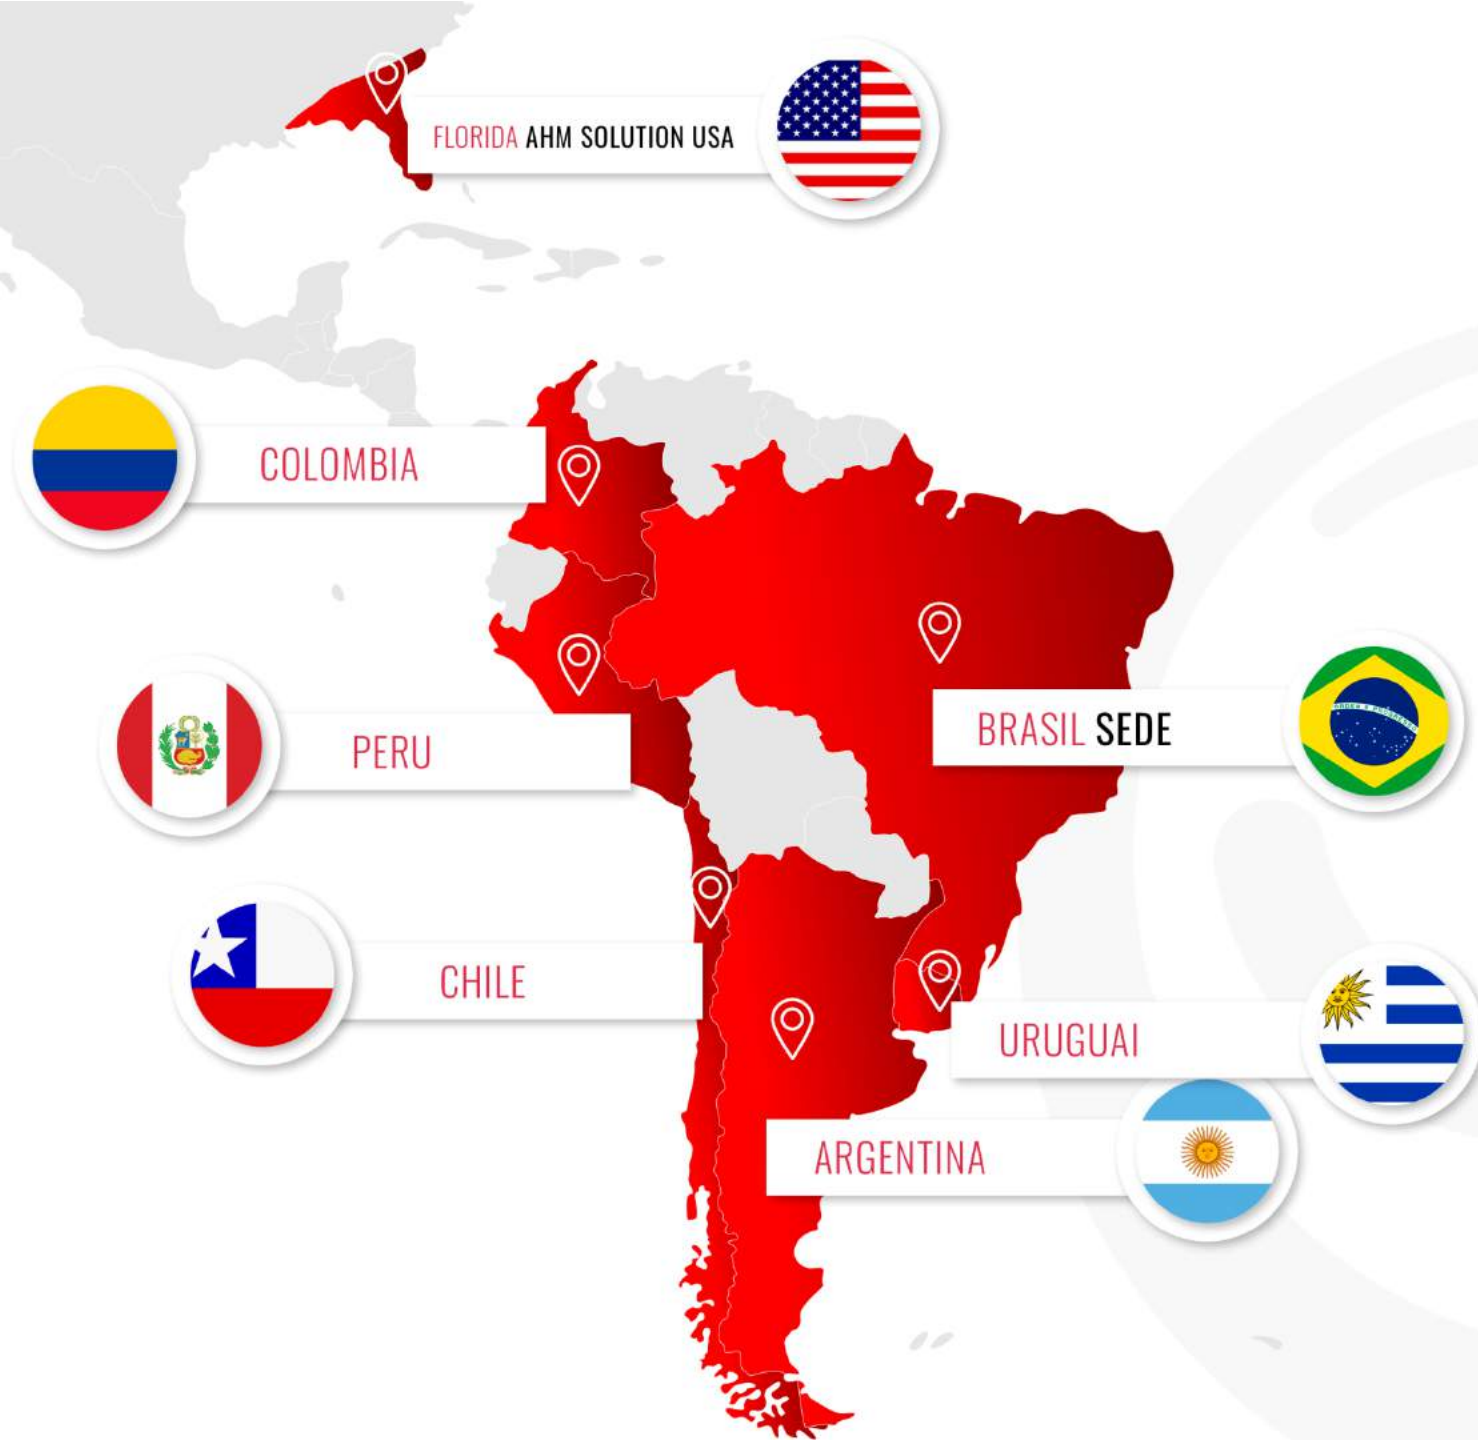 FLORIDA AHM SOLUTION USA
COLOMBIA
BRASIL SEDE
PERU
CHILE
URUGUAI
ARGENTINA